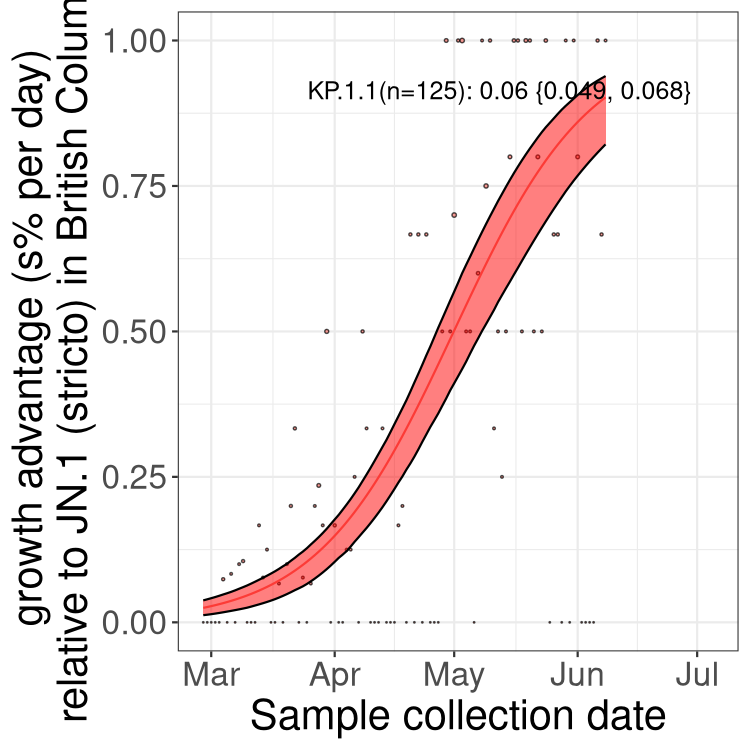 growth advantage (s% per day)
relative to JN.1 (stricto) in British Colum
1.00
0.75
0.50
0.25
0.00
KP.1.1(n=125): 0.06 {0.049, 0.068}
Mar Apr May Jun Jul
Sample collection date